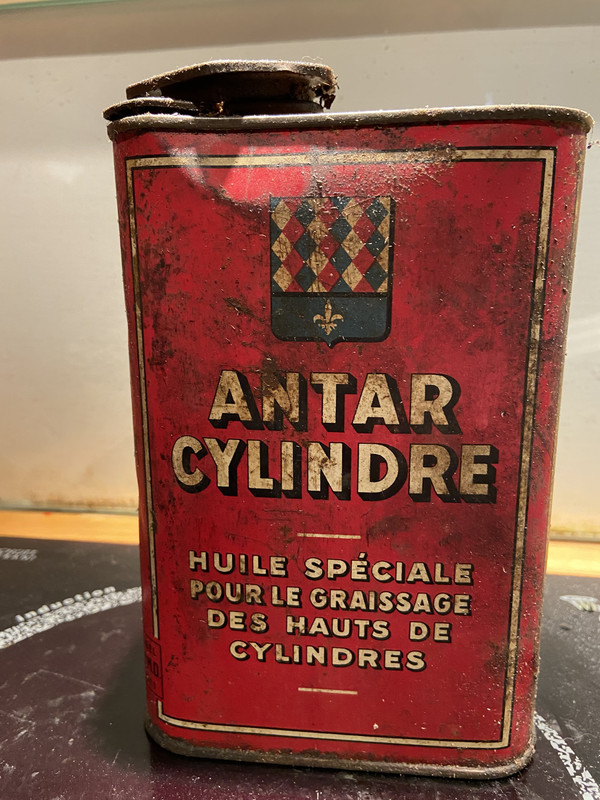 ANTAR
CYLINDRE
HUILE SPÉCIALE
POUR LE GRAISSAGE
DES HAUTS DE
CYLINDRES